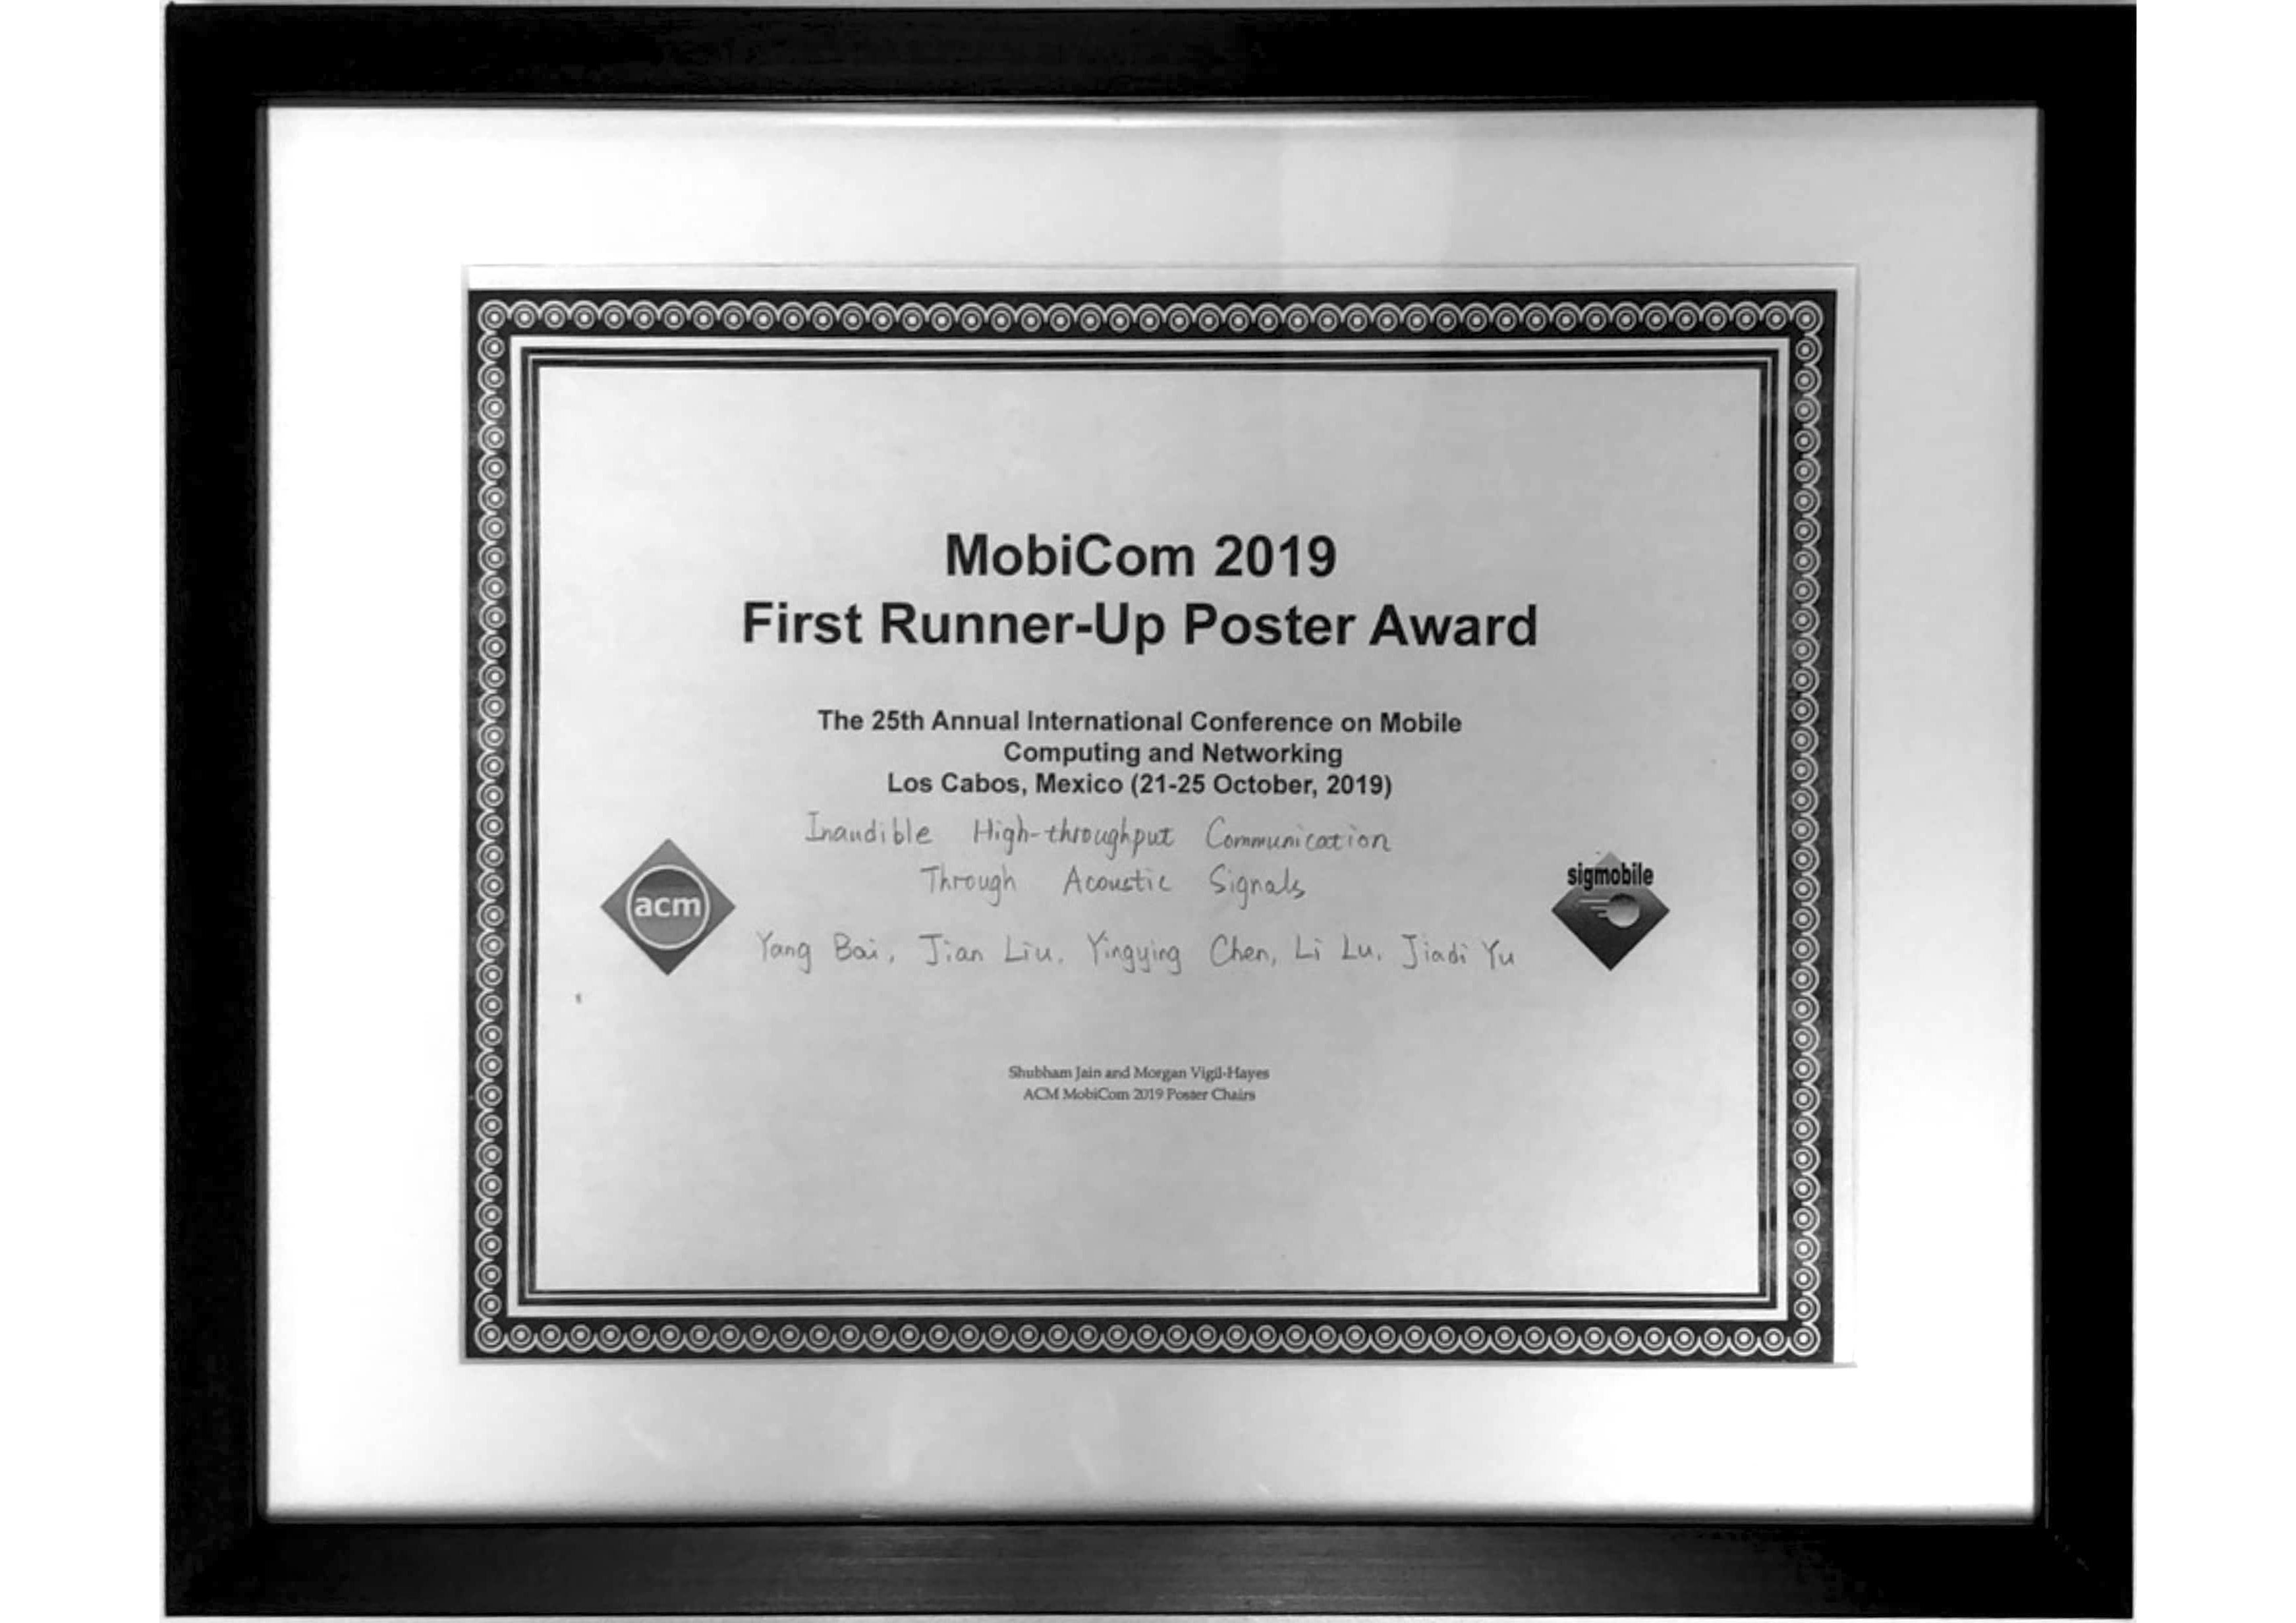 MobiCom 2019
First Runner-Up Poster Award
The 25th Annual International Conference on Mobile
Computing and Networking
Los Cabos, Mexico (21-25 October, 2019)
Inaudible High-throughput Communication
Through Acoustic Signals
acm
sigmobile
Yang Bai, Jian Liu, Yingying Chen, Li Lu, Jiadi Yu
Shubham Jain and Morgan Vigil-Hayes
ACM MobiCom 2019 Poster Chairs